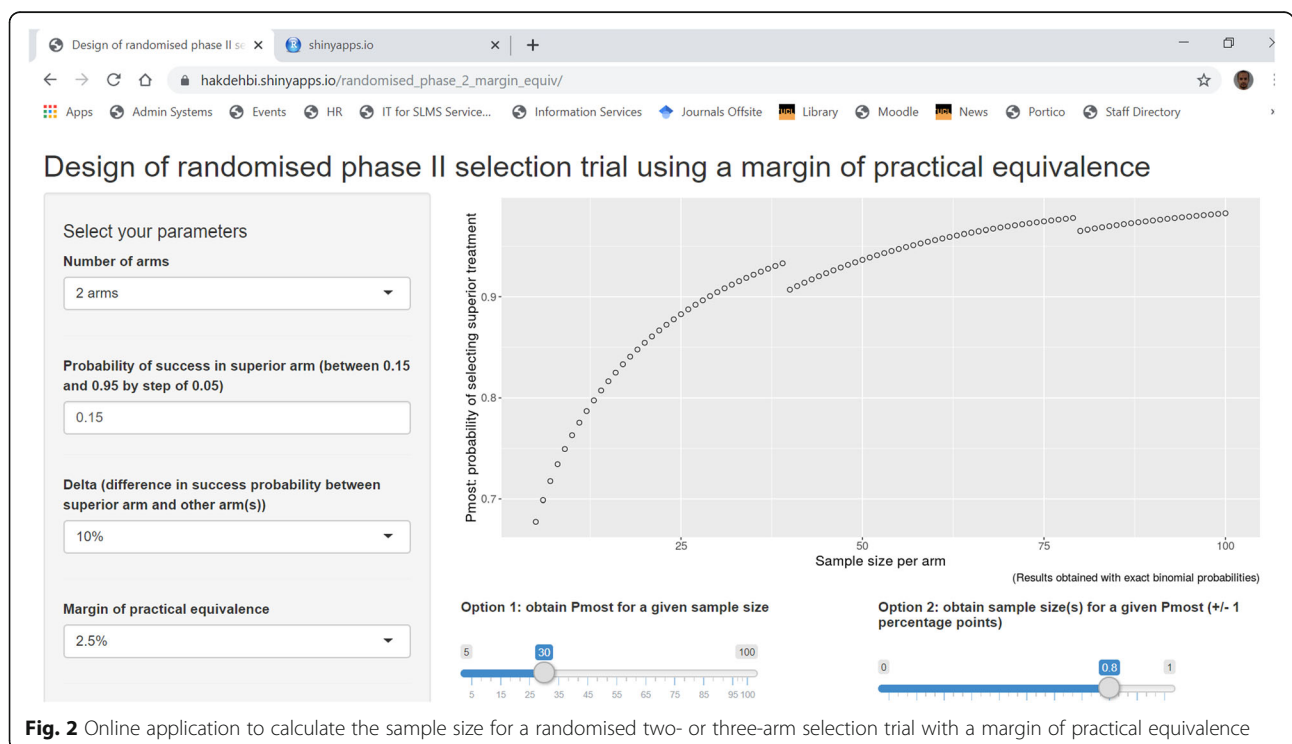 Design of randomised phase II se
shinyapps.io
hakdehbi.shinyapps.io/randomised_phase_2_margin_equiv/
Apps Admin Systems Events HR IT for SLMS Service... Information Services Journals Offsite Library Moodle News Portico Staff Directory
Design of randomised phase II selection trial using a margin of practical equivalence
Select your parameters
Number of arms
2 arms
Probability of success in superior arm (between 0.15
and 0.95 by step of 0.05)
0.15
Delta (difference in success probability between
superior arm and other arm(s))
10%
Margin of practical equivalence
2.5%
Pmost: probability of selecting superior treatment
0.9
0.8
0.7
25 50 75 100
Sample size per arm
(Results obtained with exact binomial probabilities)
Option 1: obtain Pmost for a given sample size
5 30 100
5 15 25 35 45 55 65 75 85 95 100
Option 2: obtain sample size(s) for a given Pmost (+/- 1
percentage points)
0 0.8 1
Fig. 2 Online application to calculate the sample size for a randomised two- or three-arm selection trial with a margin of practical equivalence